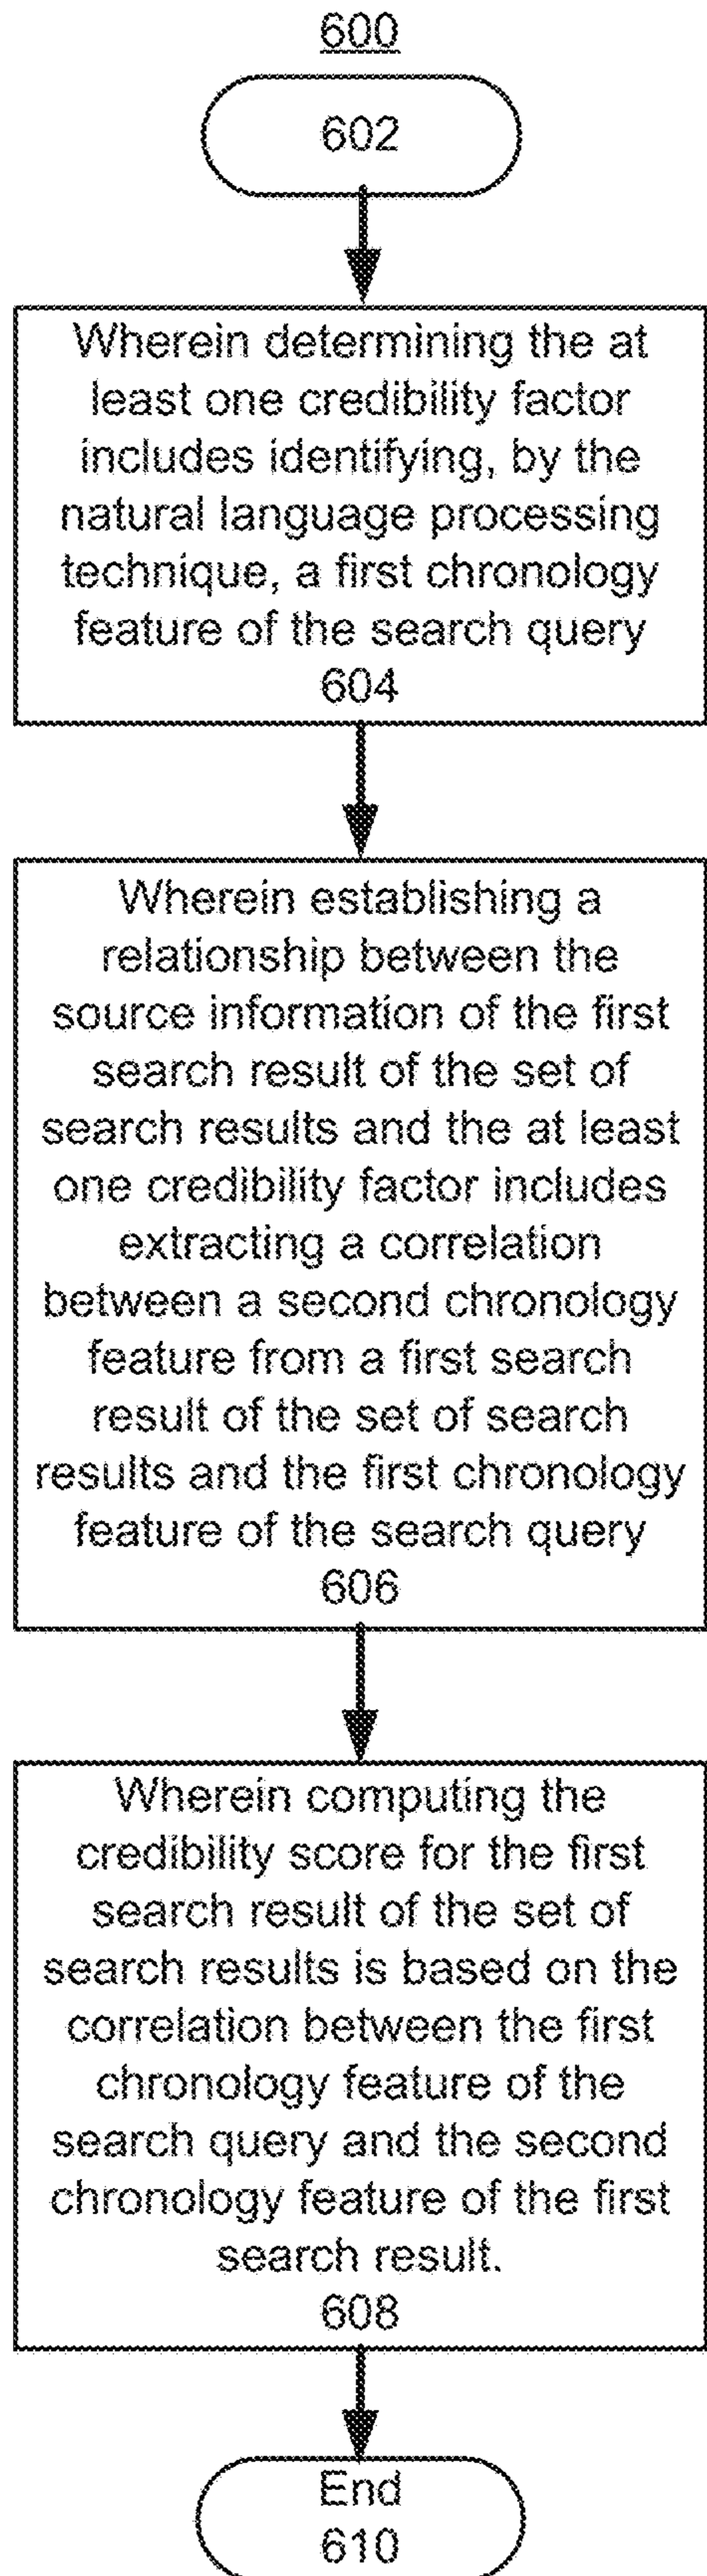 600
602
Wherein determining the at
least one credibility factor
includes identifying, by the
natural language processing
technique, a first chronology
feature of the search query
604
Wherein establishing a
relationship between the
source information of the first
search result of the set of
search results and the at least
one credibility factor includes
extracting a correlation
between a second chronology
feature from a first search
result of the set of search
results and the first chronology
feature of the search query
606
Wherein computing the
credibility score for the first
search result of the set of
search results is based on the
correlation between the first
chronology feature of the
search query and the second
chronology feature of the first
search result.
608
End
610